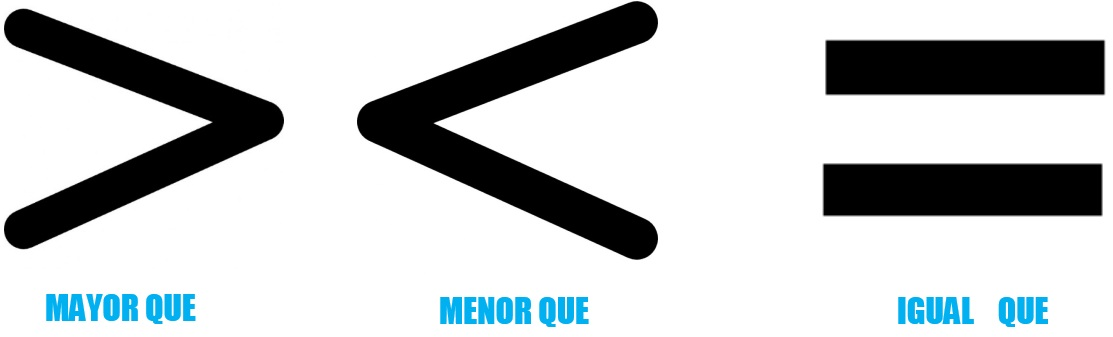 > < =
MAYOR QUE MENOR QUE IGUAL QUE